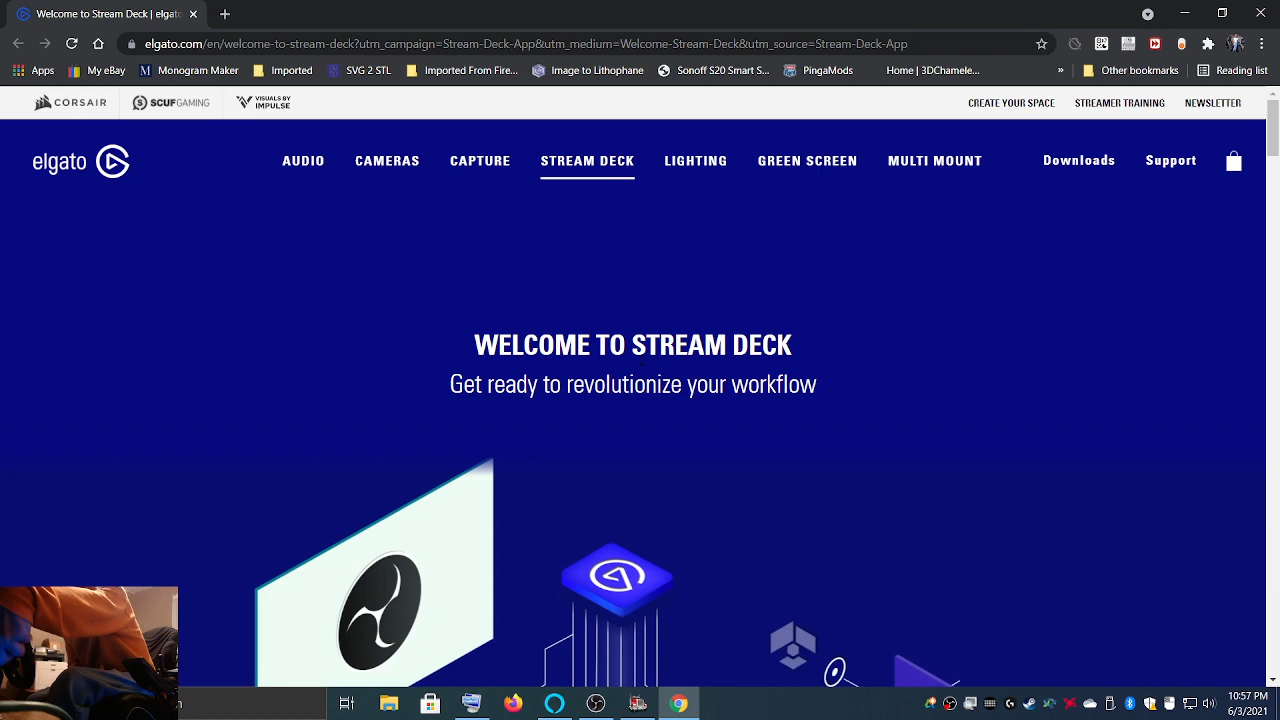 Welcome to Stream Deck | elgato
elgato.com/en/welcome-to-stream-deck?utm_campaign=Stream-Deck-App&utm_medium=Welcome-Stream-Deck&utm_source=Stream-Deck-App
Apps My eBay Monogram Maker Imported SVG 2 STL Imported From Fire... Image to Lithophane Sonoff S20 Smart S... PingaModZ Home | 3DChamele... » Other bookmarks Reading list
CORSAIR SCUFGAMING VISUALS BY IMPULSE CREATE YOUR SPACE STREAMER TRAINING NEWSLETTER
elgato AUDIO CAMERAS CAPTURE STREAM DECK LIGHTING GREEN SCREEN MULTI MOUNT Downloads Support
WELCOME TO STREAM DECK
Get ready to revolutionize your workflow
10:57 PM
6/3/2021